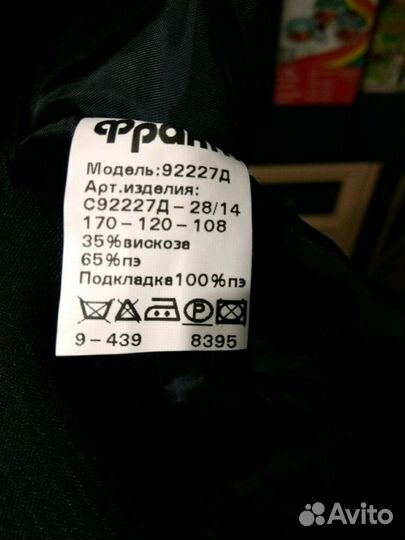 Модель:92227Д
Арт.изделия:
С92227Д-28/14
170-120-108
35%вискоза
65%пэ
Подкладка100%пэ
P
9-439 8395
Avito